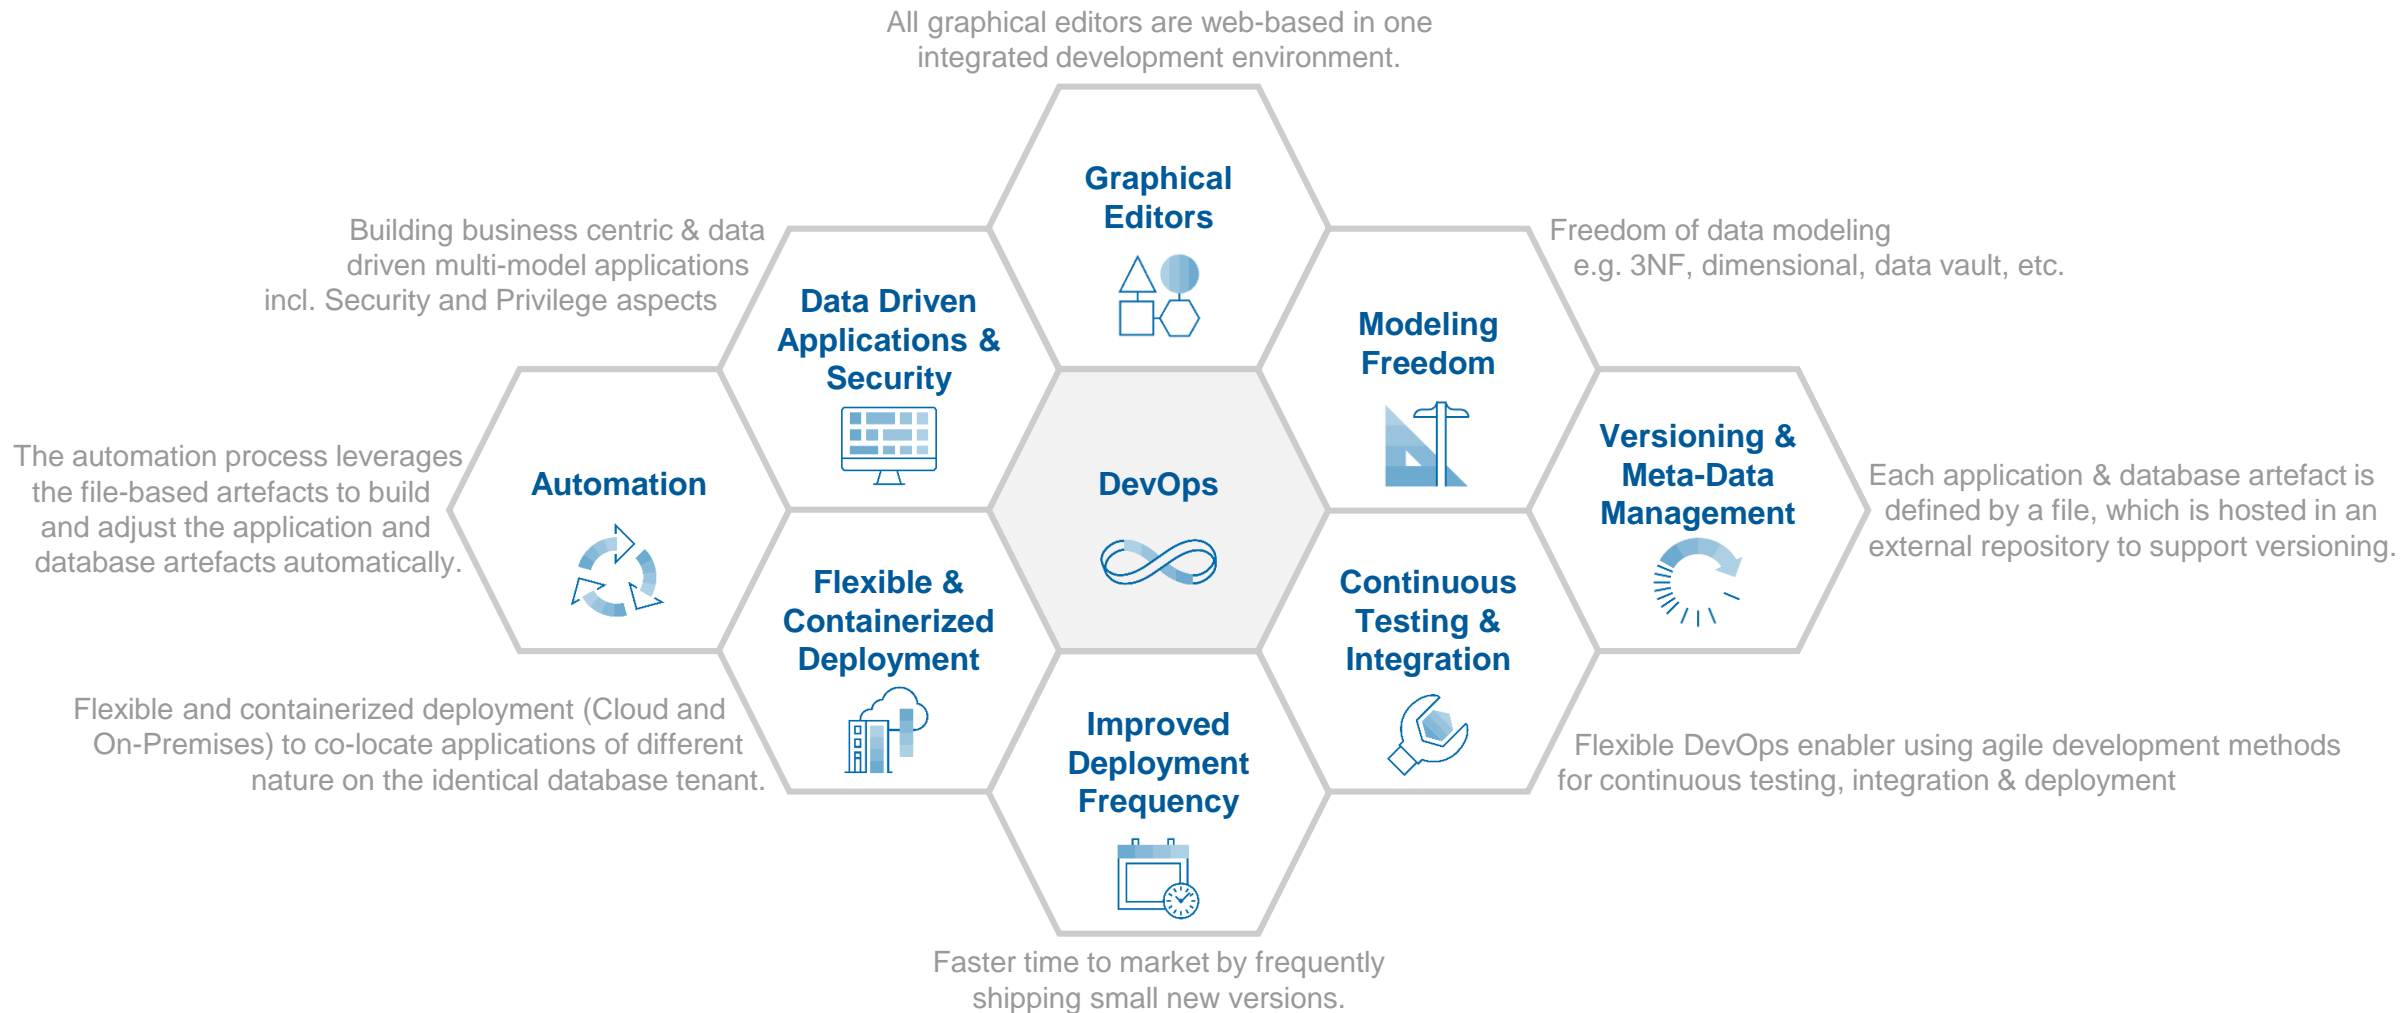 All graphical editors are web-based in one
integrated development environment.
Graphical
Editors
Building business centric & data
driven multi-model applications
incl. Security and Privilege aspects
Data Driven
Applications &
Security
Freedom of data modeling
e.g. 3NF, dimensional, data vault, etc.
Modeling
Freedom
The automation process leverages
the file-based artefacts to build
and adjust the application and
database artefacts automatically.
Automation
DevOps
Versioning &
Meta-Data
Management
Each application & database artefact is
defined by a file, which is hosted in an
external repository to support versioning.
Flexible &
Containerized
Deployment
Flexible and containerized deployment (Cloud and
On-Premises) to co-locate applications of different
nature on the identical database tenant.
Continuous
Testing &
Integration
Flexible DevOps enabler using agile development methods
for continuous testing, integration & deployment
Improved
Deployment
Frequency
Faster time to market by frequently
shipping small new versions.